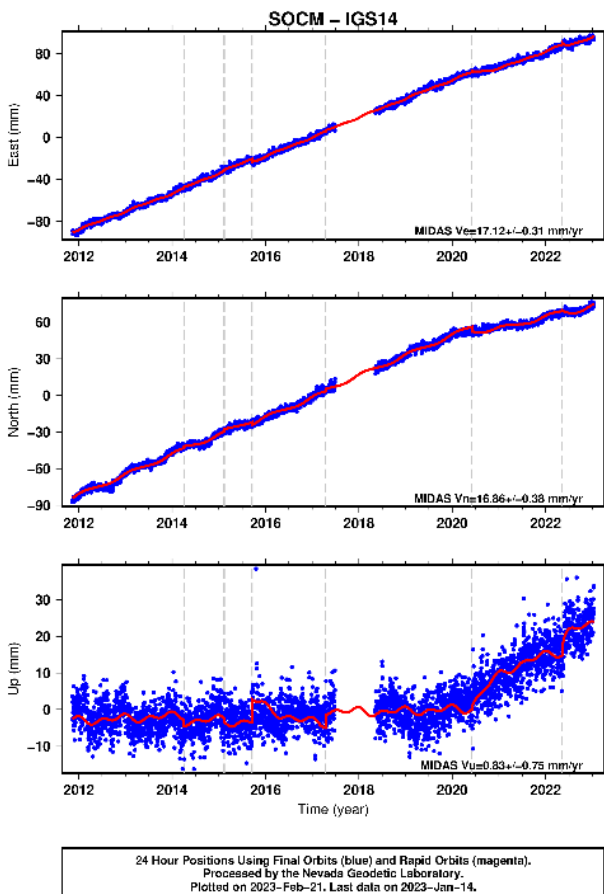 SOCM − IGS14
80
40
0
−40
−80
East (mm)
MIDAS Ve=17.12+/−0.31 mm/yr
2012 2014 2016 2018 2020 2022
60
30
0
−30
−60
−90
North (mm)
MIDAS Vn=16.86+/−0.38 mm/yr
2012 2014 2016 2018 2020 2022
30
20
10
0
−10
Up (mm)
MIDAS Vu=0.83+/−0.75 mm/yr
2012 2014 2016 2018 2020 2022
Time (year)
24 Hour Positions Using Final Orbits (blue) and Rapid Orbits (magenta).
Processed by the Nevada Geodetic Laboratory.
Plotted on 2023−Feb−21. Last data on 2023−Jan−14.